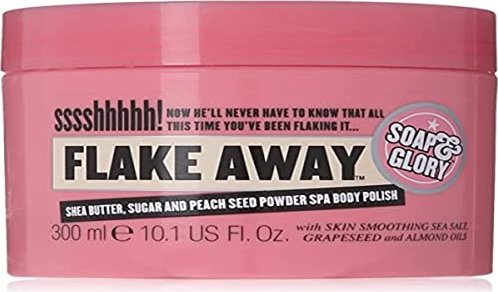 sssshhhhh! NOW HE'LL NEVER HAVE TO KNOW THAT ALL
THIS TIME YOU'VE BEEN FLAKING IT...
FLAKE AWAY™
SOAP&
GLORY
SHEA BUTTER, SUGAR AND PEACH SEED POWDER SPA BODY POLISH
300 ml e 10.1 US Fl. Oz.
with SKIN SMOOTHING SEA SALT,
GRAPESEED and ALMOND OILS